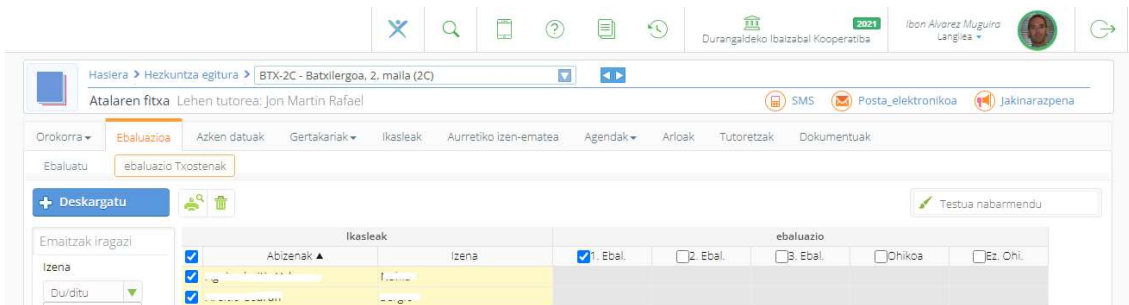 2021
Durangaldeko Ibaizabal Kooperatiba
Ibon Alvarez Muguira
Langilea
Hasiera > Hezkuntza egitura > BTX-2C - Batxilergoa, 2. maila (2C)
Atalaren fitxa Lehen tutorea: Jon Martin Rafael
SMS Posta_elektronikoa Jakinarazpena
Orokorra Ebaluazioa Azken datuak Gertakariak Ikasleak Aurretiko izen-ematea Agendak Arloak Tutoretzak Dokumentuak
Ebaluatu ebaluazio Txostenak
+ Deskargatu Testua nabarmendu
Emaitzak iragazi
Ikasleak ebaluazio
Abizenak ▲ Izena 1. Ebal. 2. Ebal. 3. Ebal. Ohikoa Ez. Ohi.
Izena
Du/ditu